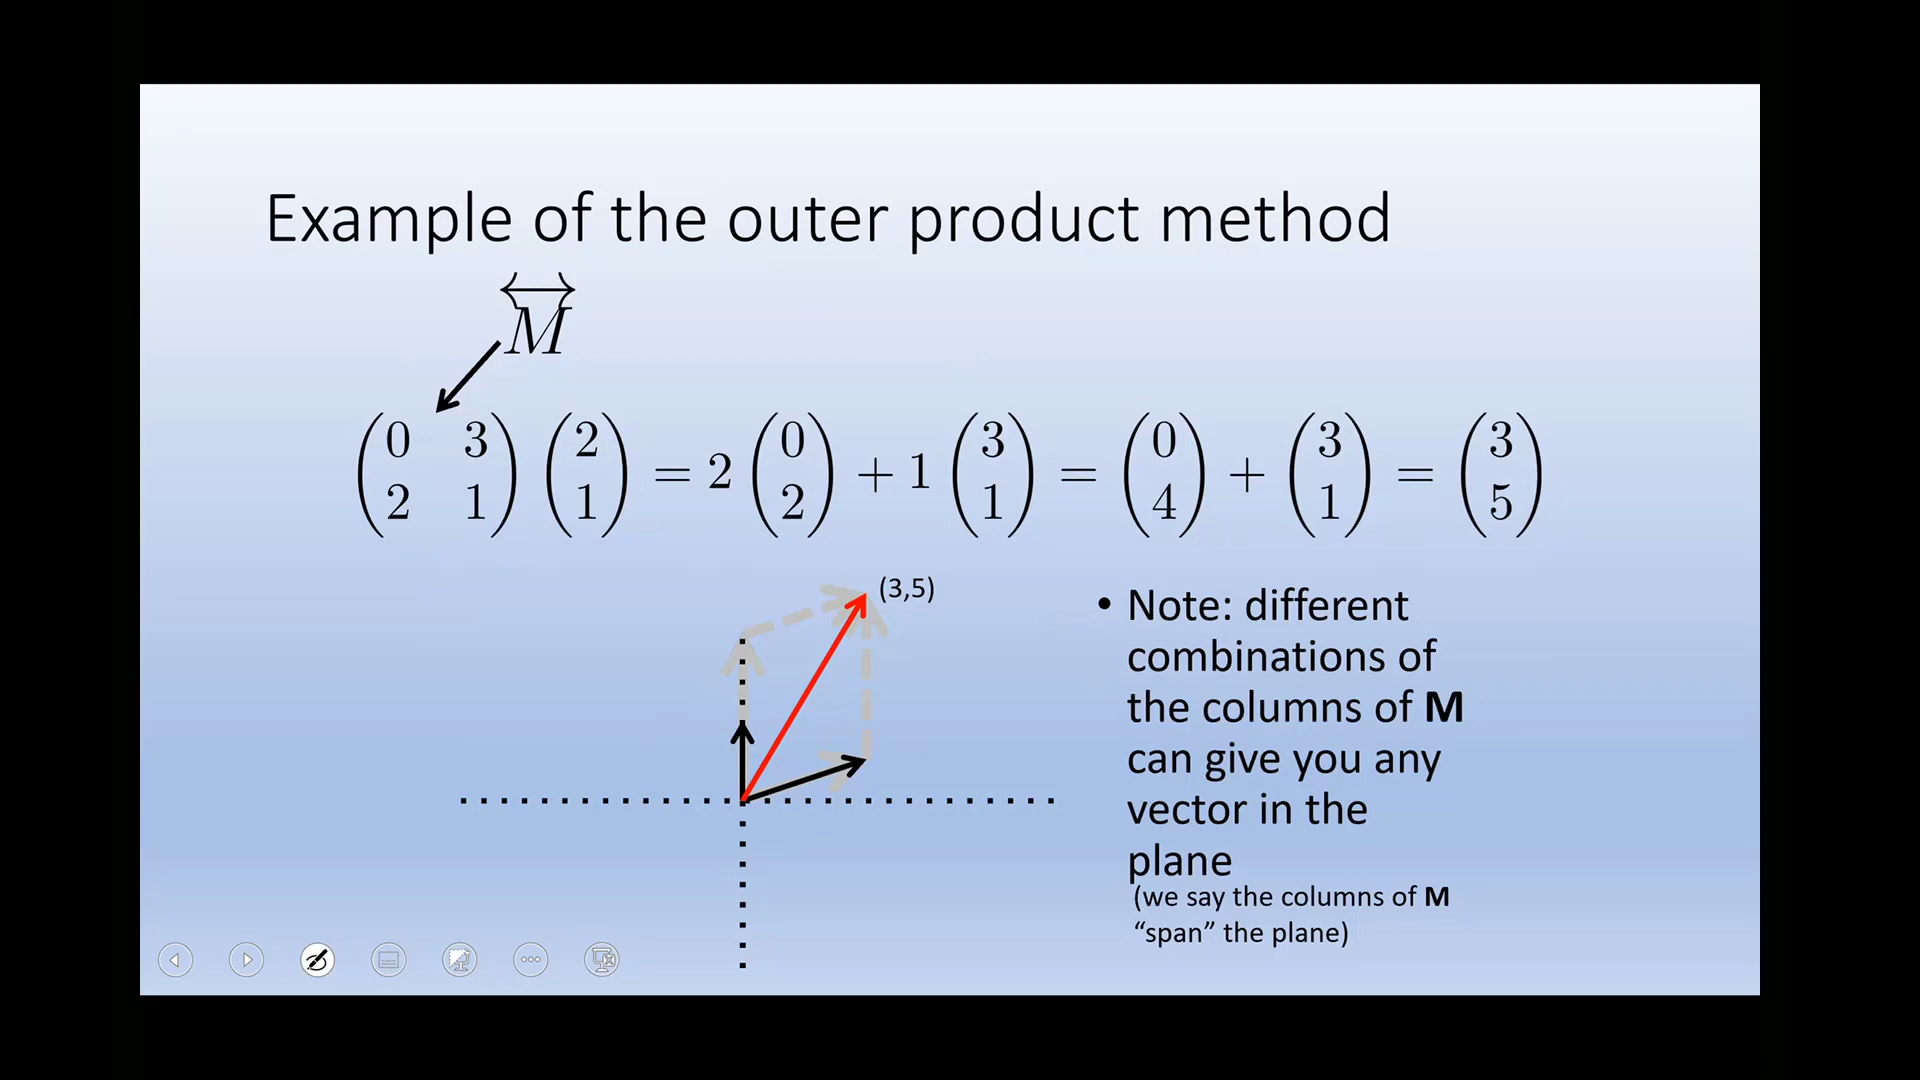 Example of the outer product method
M
(0 3 2 1) (2 1) = 2 (0 2) + 1 (3 1) = (0 4) + (3 1) = (3 5)
(3,5)
• Note: different
combinations of
the columns of M
can give you any
vector in the
plane
(we say the columns of M
“span” the plane)